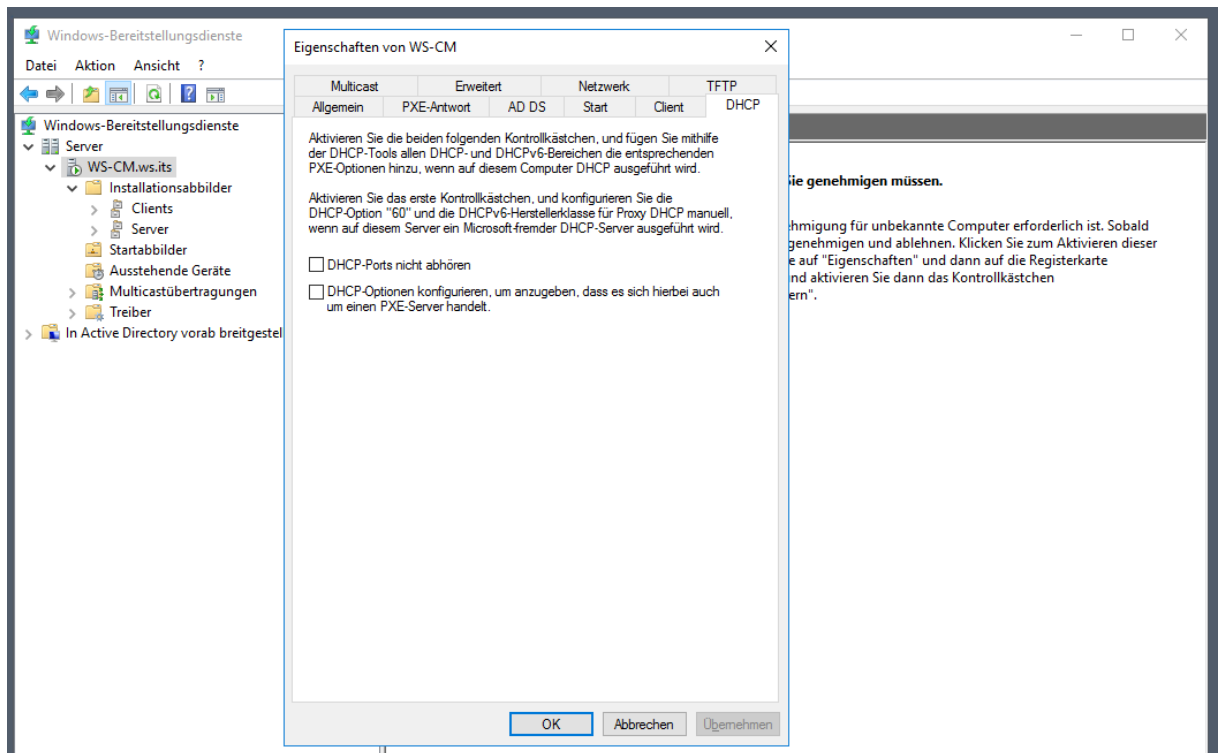 Windows-Bereitstellungsdienste
Datei Aktion Ansicht ?
Windows-Bereitstellungsdienste
Server
WS-CM.ws.its
Installationsabbilder
Clients
Server
Startabbilder
Ausstehende Geräte
Multicastübertragungen
Treiber
In Active Directory vorab breitgestel
Eigenschaften von WS-CM
Multicast Erweitert Netzwerk TFTP
Allgemein PXE-Antwort AD DS Start Client DHCP
Aktivieren Sie die beiden folgenden Kontrollkästchen, und fügen Sie mithilfe
der DHCP-Tools allen DHCP- und DHCPv6-Bereichen die entsprechenden
PXE-Optionen hinzu, wenn auf diesem Computer DHCP ausgeführt wird.
Aktivieren Sie das erste Kontrollkästchen, und konfigurieren Sie die
DHCP-Option "60" und die DHCPv6-Herstellerklasse für Proxy DHCP manuell,
wenn auf diesem Server ein Microsoft-fremder DHCP-Server ausgeführt wird.
DHCP-Ports nicht abhören
DHCP-Optionen konfigurieren, um anzugeben, dass es sich hierbei auch
um einen PXE-Server handelt.
OK Abbrechen Übernehmen
Sie genehmigen müssen.
ehmigung für unbekannte Computer erforderlich ist. Sobald
genehmigen und ablehnen. Klicken Sie zum Aktivieren dieser
e auf "Eigenschaften" und dann auf die Registerkarte
nd aktivieren Sie dann das Kontrollkästchen
ern".